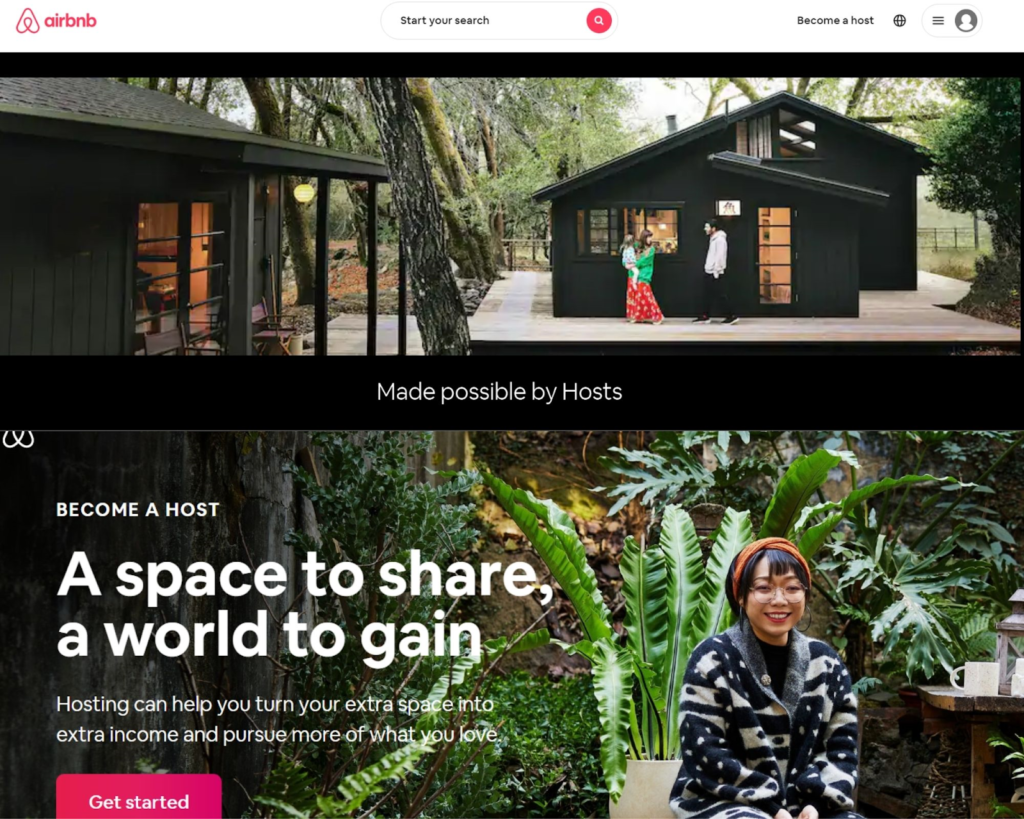 airbnb
Start your search
Become a host
Made possible by Hosts
BECOME A HOST
A space to share,
a world to gain
Hosting can help you turn your extra space into
extra income and pursue more of what you love.
Get started